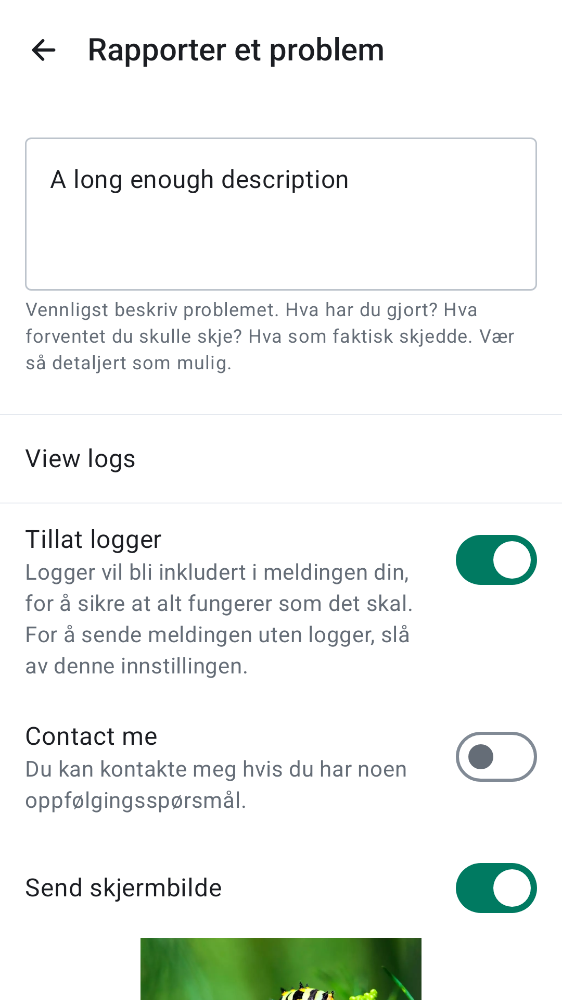 Rapporter et problem
A long enough description
Vennligst beskriv problemet. Hva har du gjort? Hva
forventet du skulle skje? Hva som faktisk skjedde. Vær
så detaljert som mulig.
View logs
Tillat logger
Logger vil bli inkludert i meldingen din,
for å sikre at alt fungerer som det skal.
For å sende meldingen uten logger, slå
av denne innstillingen.
Contact me
Du kan kontakte meg hvis du har noen
oppfølgingsspørsmål.
Send skjermbilde